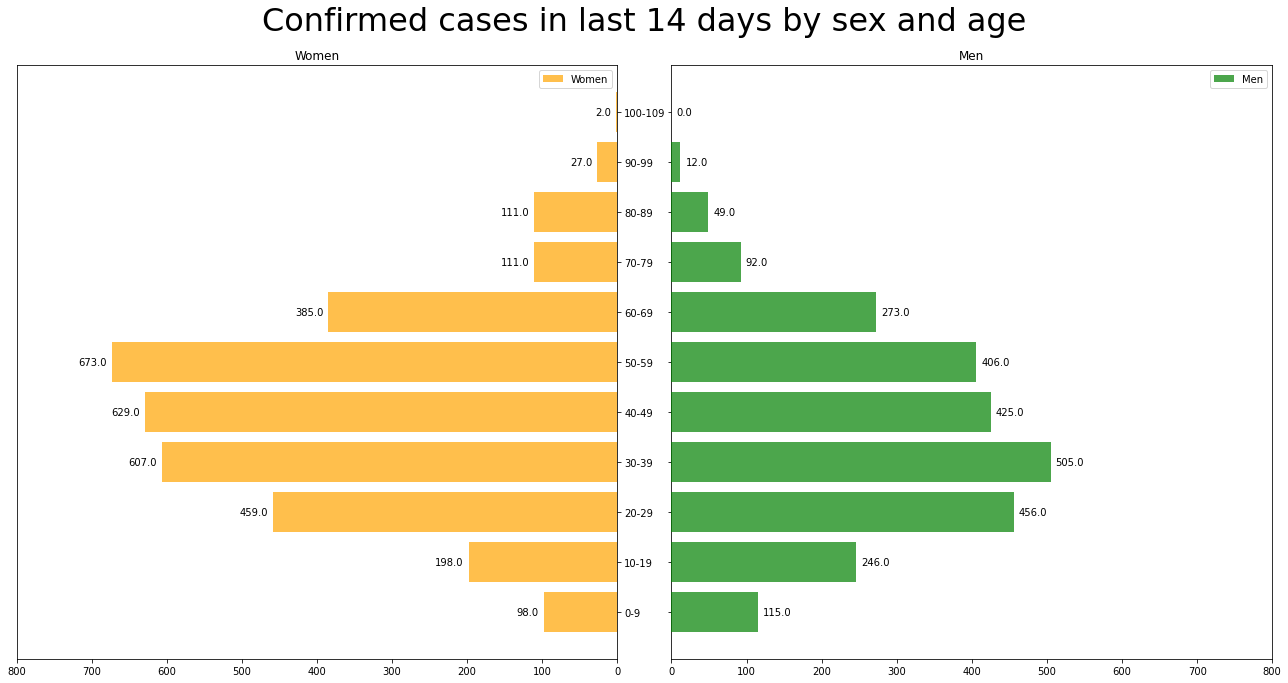 Confirmed cases in last 14 days by sex and age
Women
Men
Women
Men
2.0 100-109 0.0
27.0 90-99 12.0
111.0 80-89 49.0
111.0 70-79 92.0
385.0 60-69 273.0
673.0 50-59 406.0
629.0 40-49 425.0
607.0 30-39 505.0
459.0 20-29 456.0
198.0 10-19 246.0
98.0 0-9 115.0
800 700 600 500 400 300 200 100 0
0 100 200 300 400 500 600 700 800